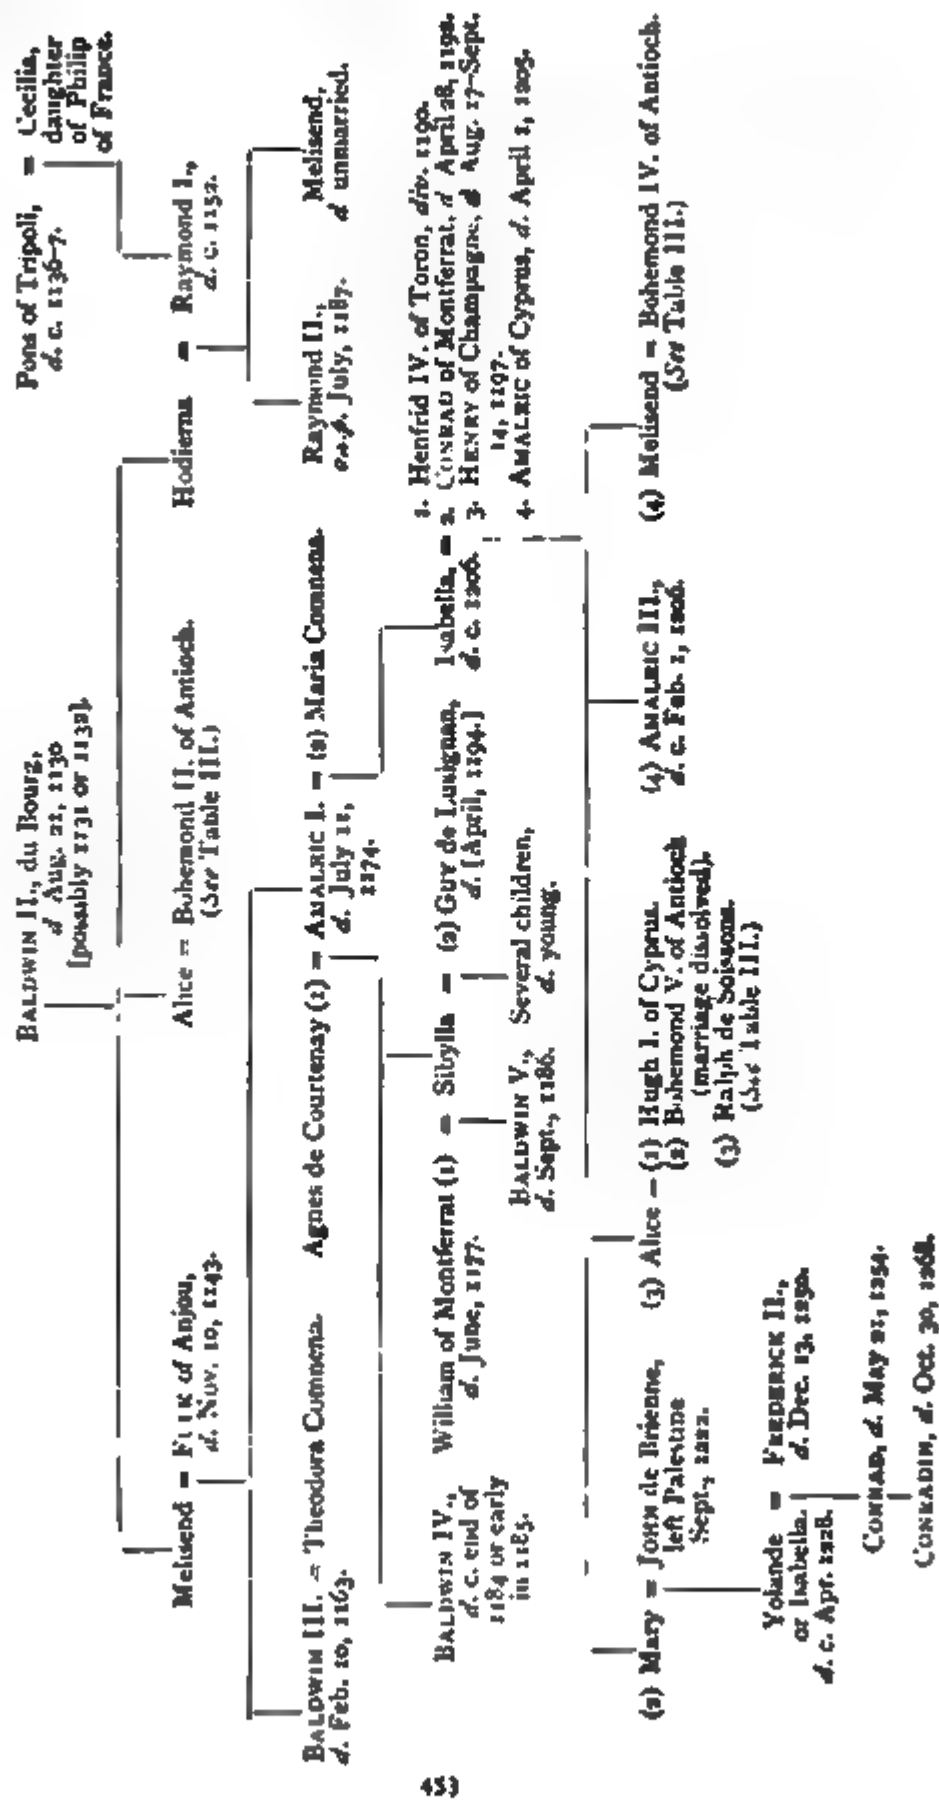 BALDWIN II., du Bourg,
d Aug. 21, 1130
[possibly 1131 or 1132].
Pons of Tripoli, = Cecilia,
d. c. 1136-7. daughter
of Philip
of France.
Melisend = FULK of Anjou,
d. Nov. 10, 1143.
Alice = Bohemond II. of Antioch.
(See Table III.)
Hodierna = Raymond I.,
d. c. 1152.
BALDWIN III. = Theodora Comnena.
d. Feb. 10, 1163.
Agnes de Courtenay (1) = AMALRIC I. = (2) Maria Comnena.
d. July 11,
1174.
Raymond II.,
o.s.p. July, 1187.
Melisend,
d unmarried.
BALDWIN IV.,
d. c. end of
1184 or early
in 1185.
William of Montferrat (1) = Sibylla = (2) GUY de Lusignan,
d. June, 1177. d. [April, 1194.]
BALDWIN V.,
d. Sept., 1186.
Several children,
d. young.
Isabella, =
d. c. 1206.
1. Henfrid IV. of Toron, div. 1190.
2. CONRAD of Montferrat, d April 28, 1192.
3. HENRY of Champagne, d Aug. 17-Sept.
14, 1197.
4. AMALRIC of Cyprus, d. April 1, 1205.
(2) Mary = JOHN de Brienne,
left Palestine
Sept., 1222.
(3) Alice = (1) Hugh I. of Cyprus.
(2) Bohemond V. of Antioch
(marriage dissolved).
(3) Ralph de Soissons.
(See Table III.)
(4) AMALRIC III.,
d. c. Feb. 1, 1206.
(4) Melisend = Bohemond IV. of Antioch.
(See Table III.)
Yolande = FREDERICK II.,
or Isabella. d. Dec. 13, 1250.
d. c. Apr. 1228.
CONRAD, d. May 21, 1254.
CONRADIN, d. Oct. 30, 1268.
453